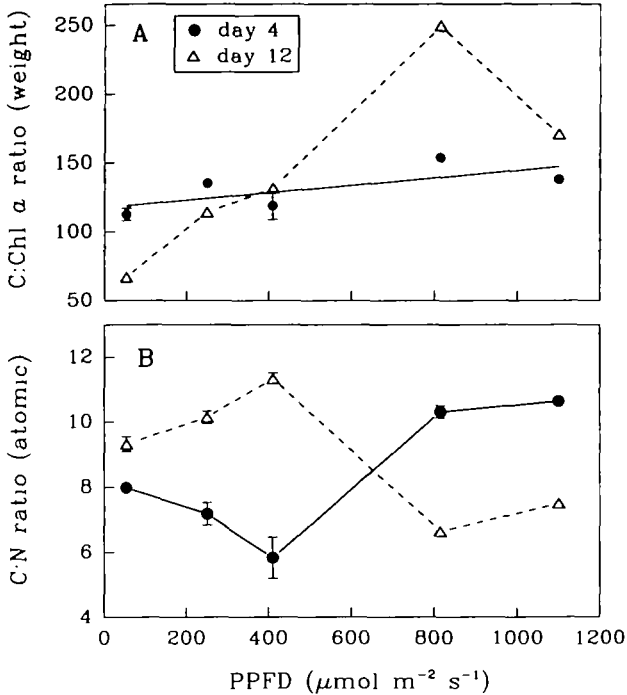 A
day 4
day 12
C:Chl a ratio (weight)
250
200
150
100
50
B
C·N ratio (atomic)
12
10
8
6
4
0 200 400 600 800 1000 1200
PPFD (μmol m⁻² s⁻¹)